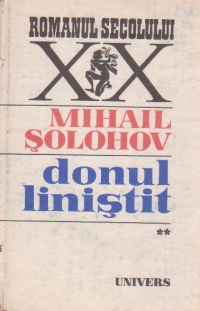 ROMANUL SECOLULUI
XX
MIHAIL
ŞOLOHOV
donul
liniştit
**
UNIVERS